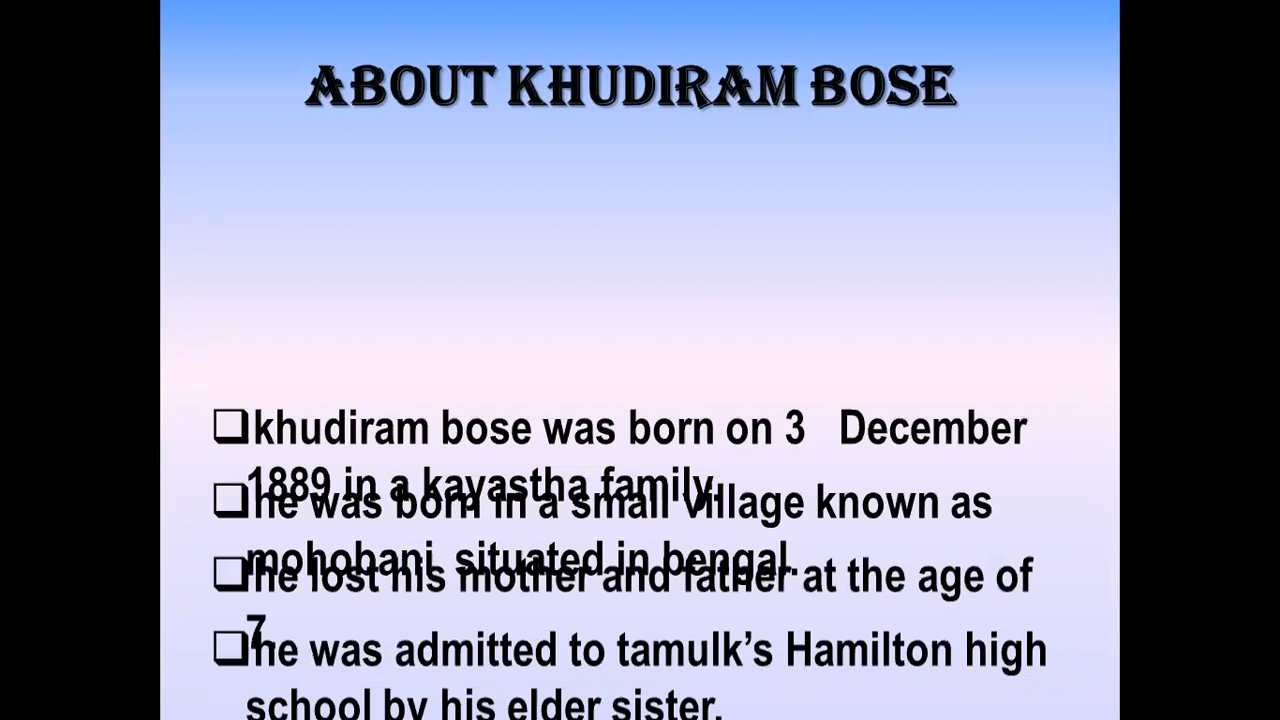 ABOUT KHUDIRAM BOSE
❑khudiram bose was born on 3 December
1889 in a kayastha family.
❑he was born in a small village known as
mohobani situated in bengal.
❑he lost his mother and father at the age of
7.
❑he was admitted to tamulk’s Hamilton high
school by his elder sister.